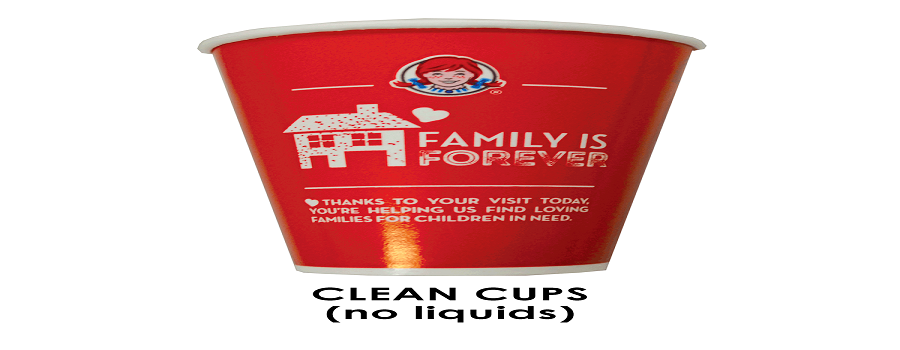 FAMILY IS
FOREVER
THANKS TO YOUR VISIT TODAY,
YOU'RE HELPING US FIND LOVING
FAMILIES FOR CHILDREN IN NEED.
CLEAN CUPS
(no liquids)